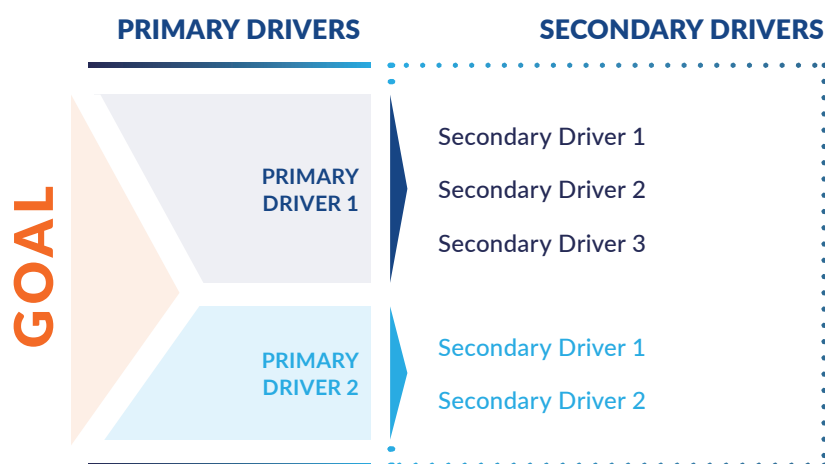 PRIMARY DRIVERS
SECONDARY DRIVERS
GOAL
PRIMARY
DRIVER 1
Secondary Driver 1
Secondary Driver 2
Secondary Driver 3
PRIMARY
DRIVER 2
Secondary Driver 1
Secondary Driver 2